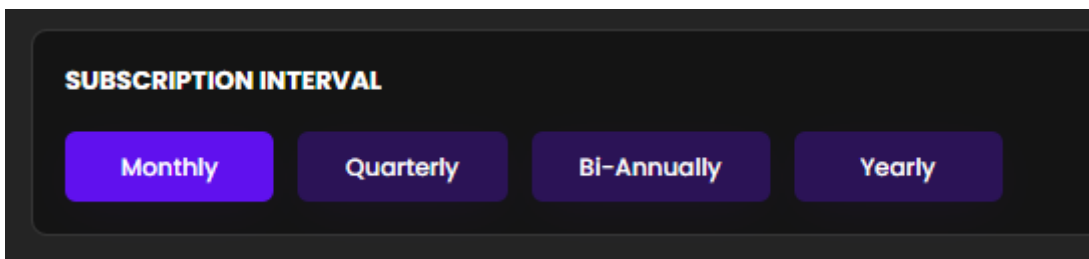 SUBSCRIPTION INTERVAL
Monthly Quarterly Bi-Annually Yearly